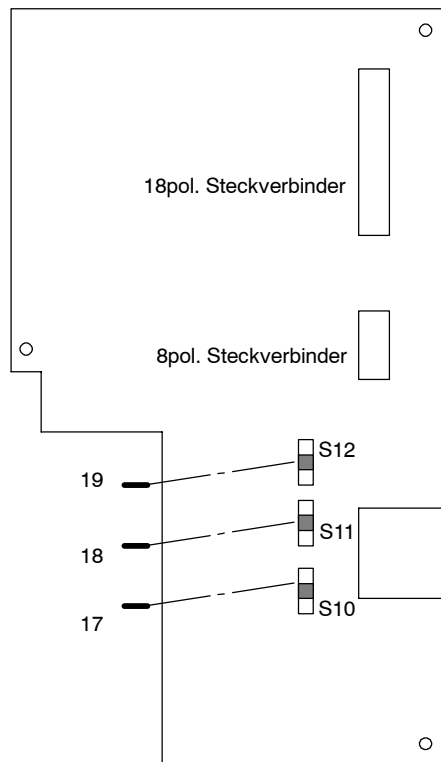 18pol. Steckverbinder
8pol. Steckverbinder
S12
19
S11
18
S10
17